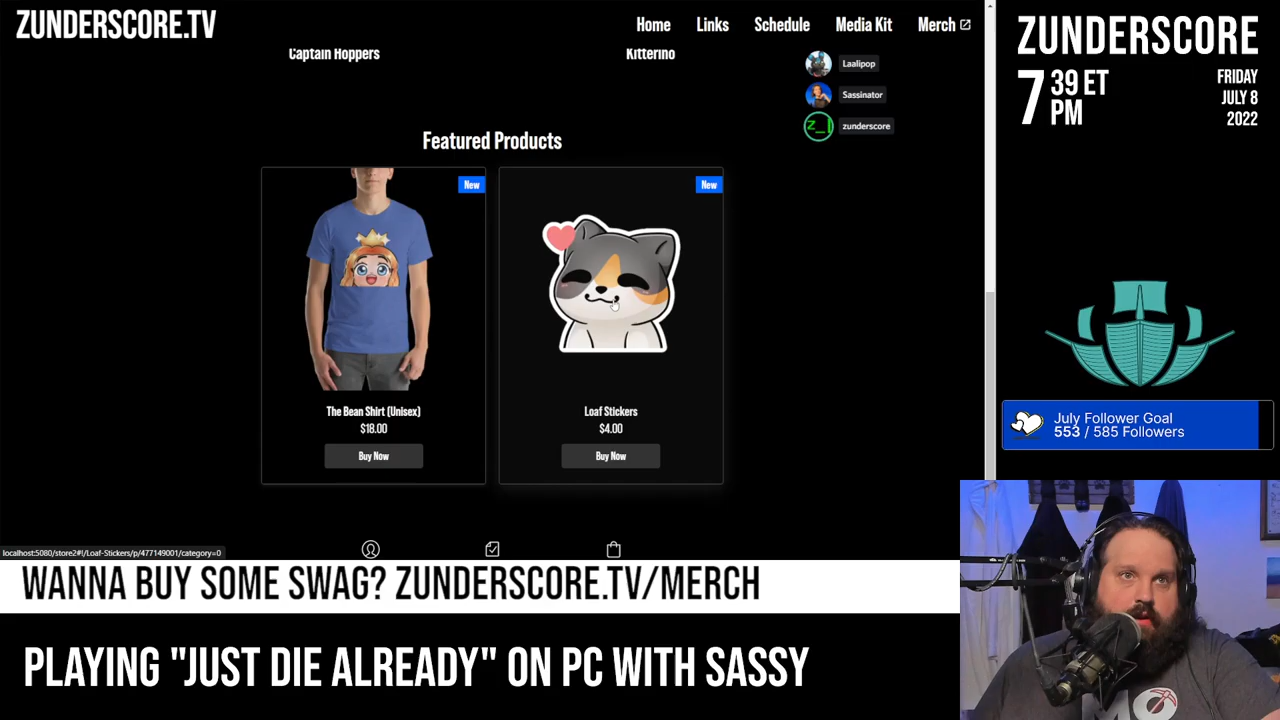 ZUNDERSCORE.TV
Home Links Schedule Media Kit Merch
Captain Hoppers Kitterino
Laalipop
Sassinator
zunderscore
Featured Products
New
The Bean Shirt (Unisex)
$18.00
Buy Now
New
Loaf Stickers
$4.00
Buy Now
localhost:5080/store2#!/Loaf-Stickers/p/477149001/category=0
WANNA BUY SOME SWAG? ZUNDERSCORE.TV/MERCH
PLAYING "JUST DIE ALREADY" ON PC WITH SASSY
ZUNDERSCORE
7 39 ET
PM
FRIDAY
JULY 8
2022
July Follower Goal
553 / 585 Followers